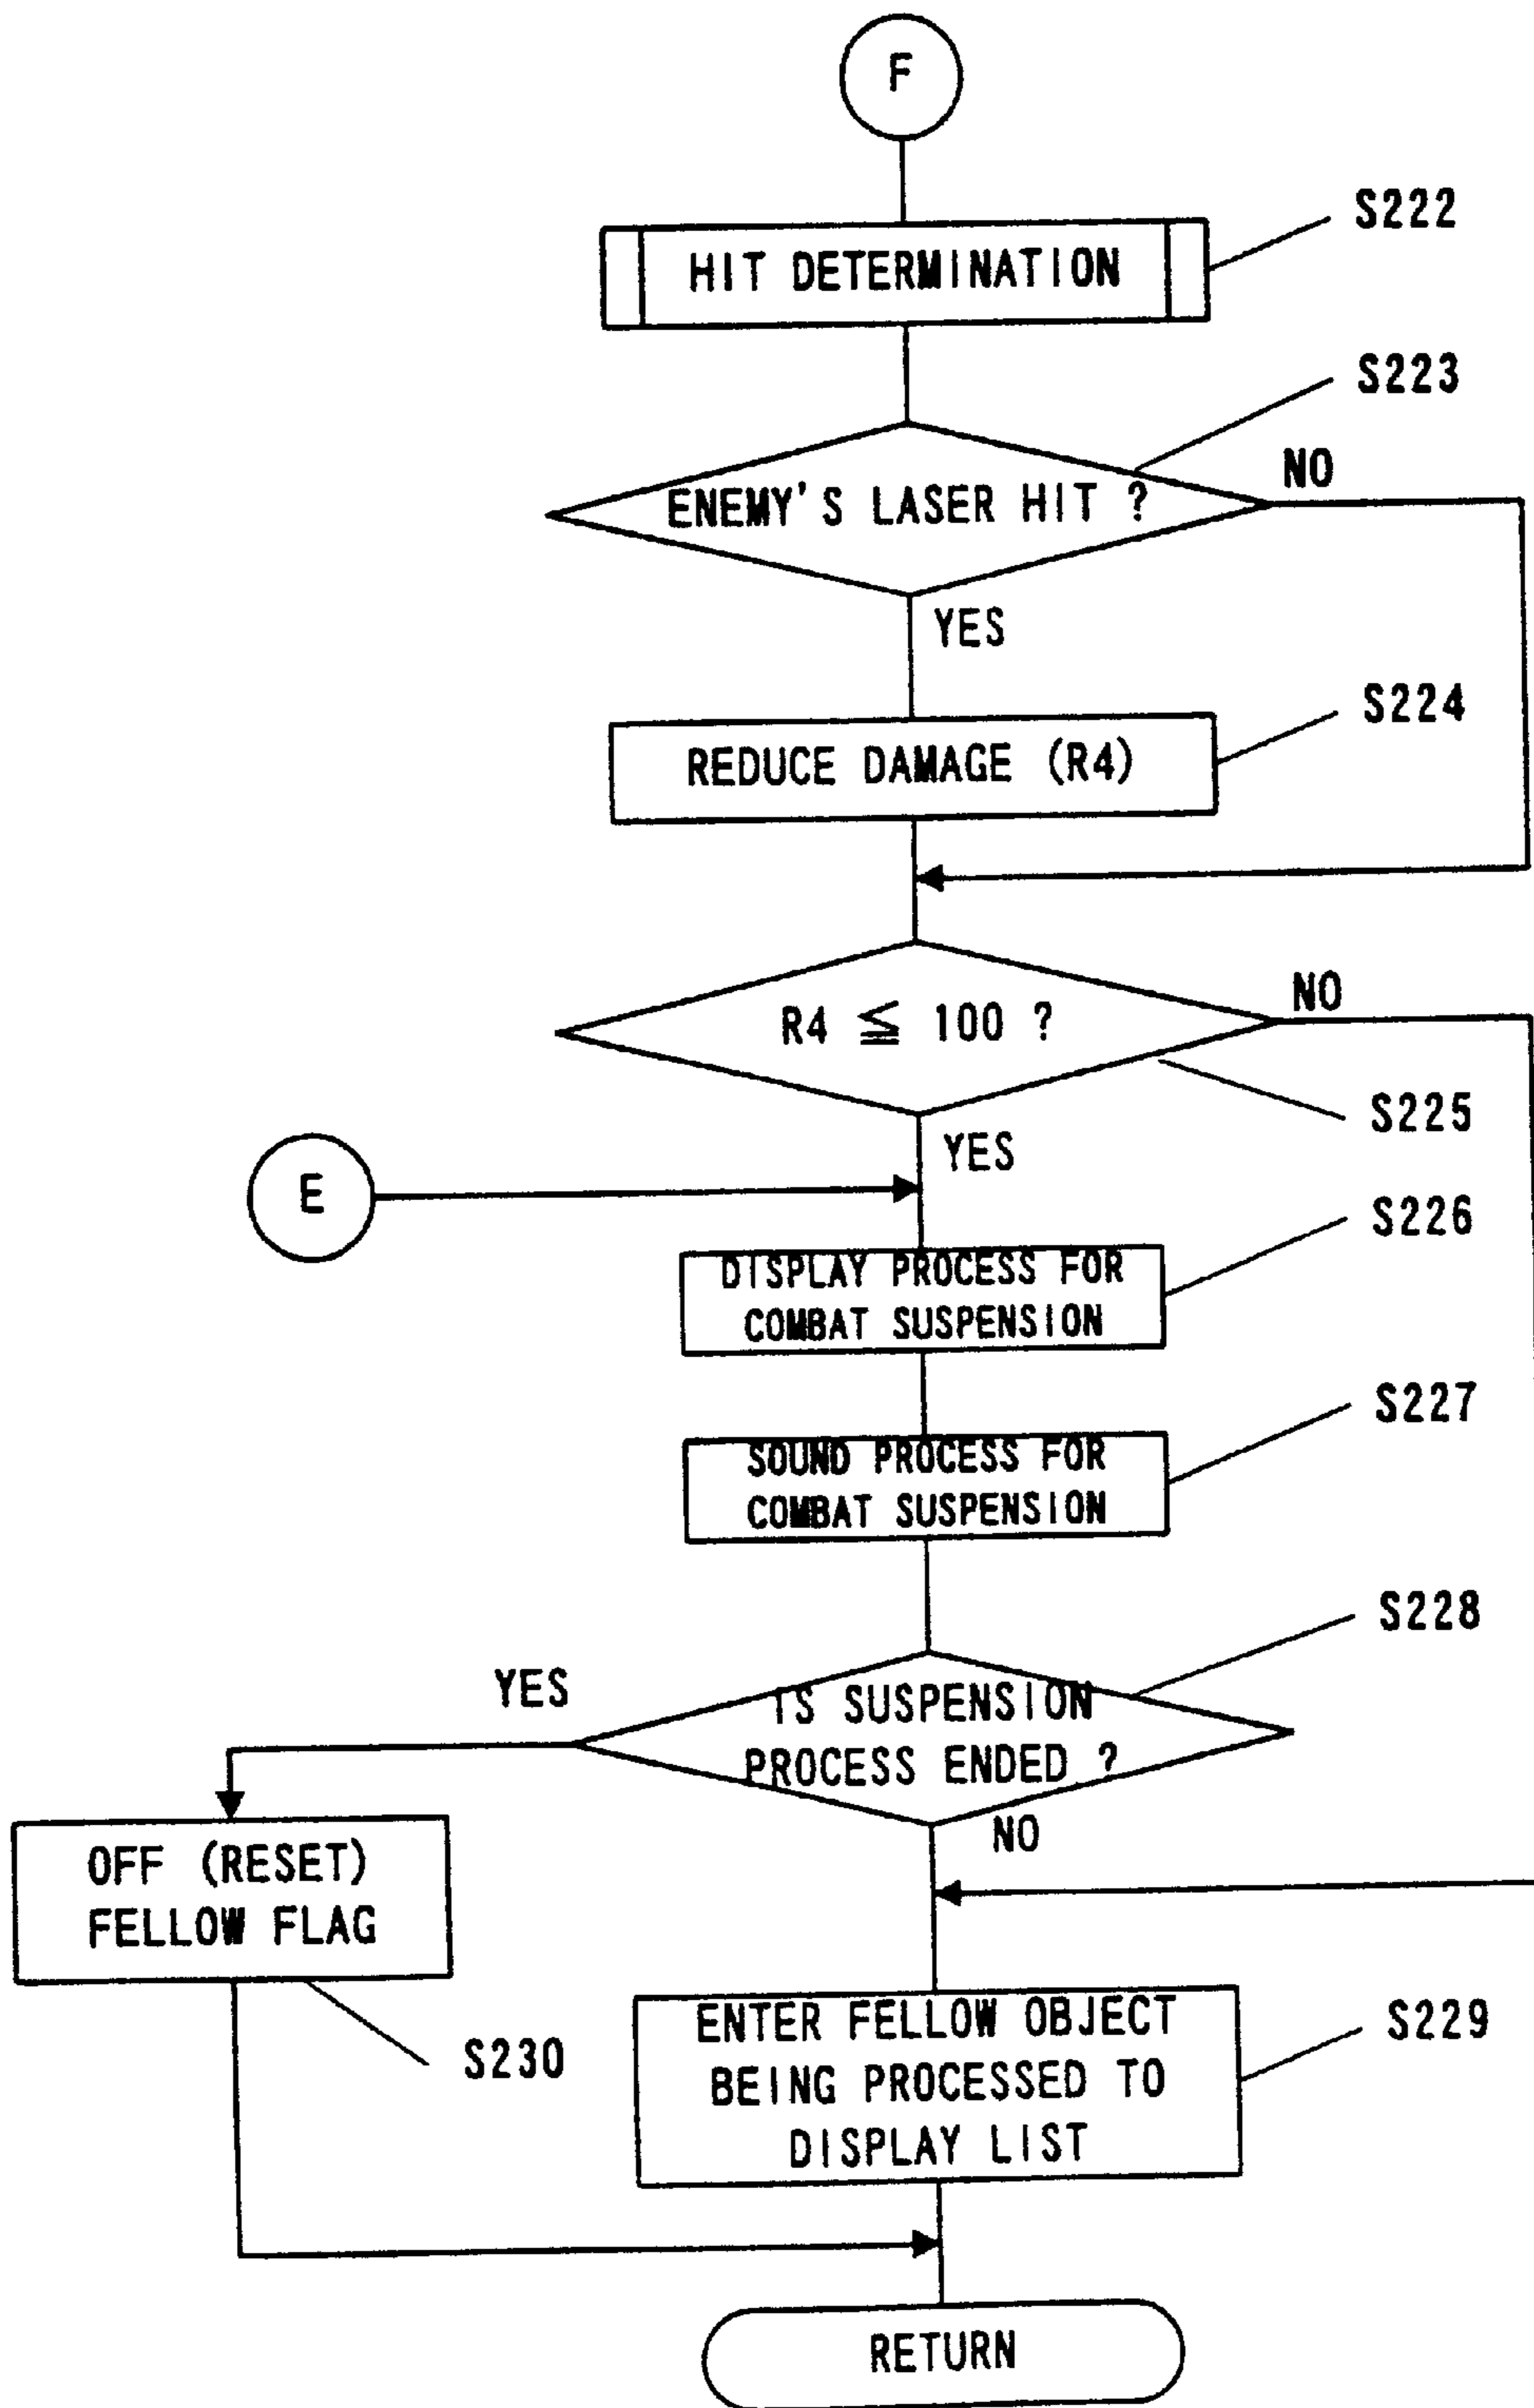 F
S222
HIT DETERMINATION
S223
NO
ENEMY'S LASER HIT ?
YES
S224
REDUCE DAMAGE (R4)
NO
R4 ≦ 100 ?
S225
YES
E
S226
DISPLAY PROCESS FOR
COMBAT SUSPENSION
S227
SOUND PROCESS FOR
COMBAT SUSPENSION
S228
YES
IS SUSPENSION
PROCESS ENDED ?
NO
OFF (RESET)
FELLOW FLAG
S230
ENTER FELLOW OBJECT
BEING PROCESSED TO
DISPLAY LIST
S229
RETURN